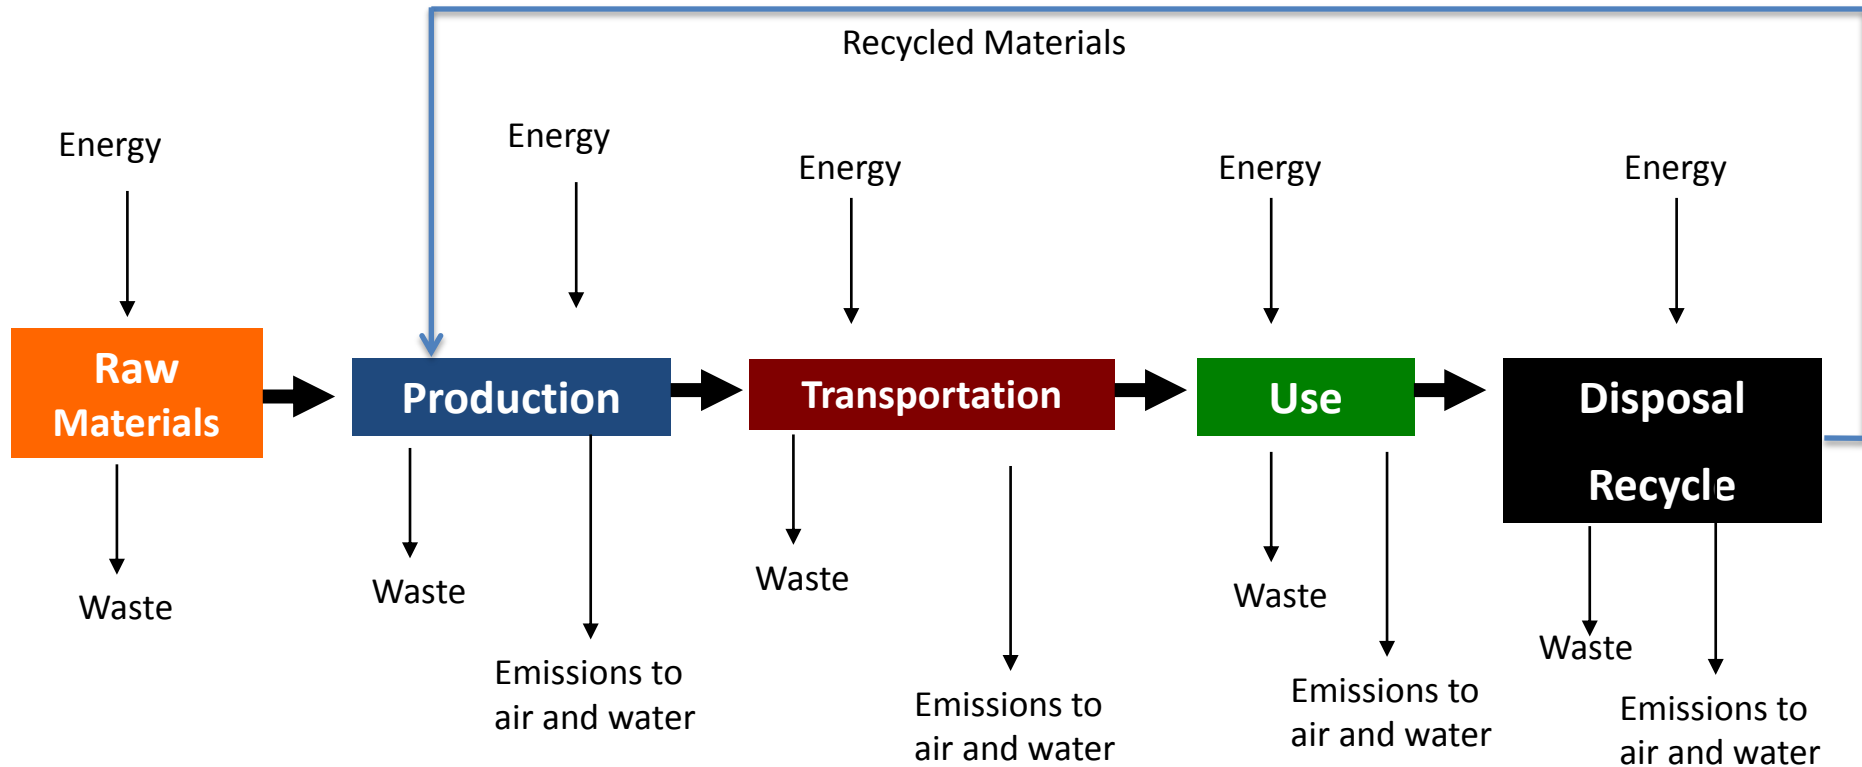 Recycled Materials
Energy
Energy
Energy
Energy
Energy
Raw
Materials
Production
Transportation
Use
Disposal
Recycle
Waste
Waste
Waste
Waste
Waste
Emissions to
air and water
Emissions to
air and water
Emissions to
air and water
Emissions to
air and water